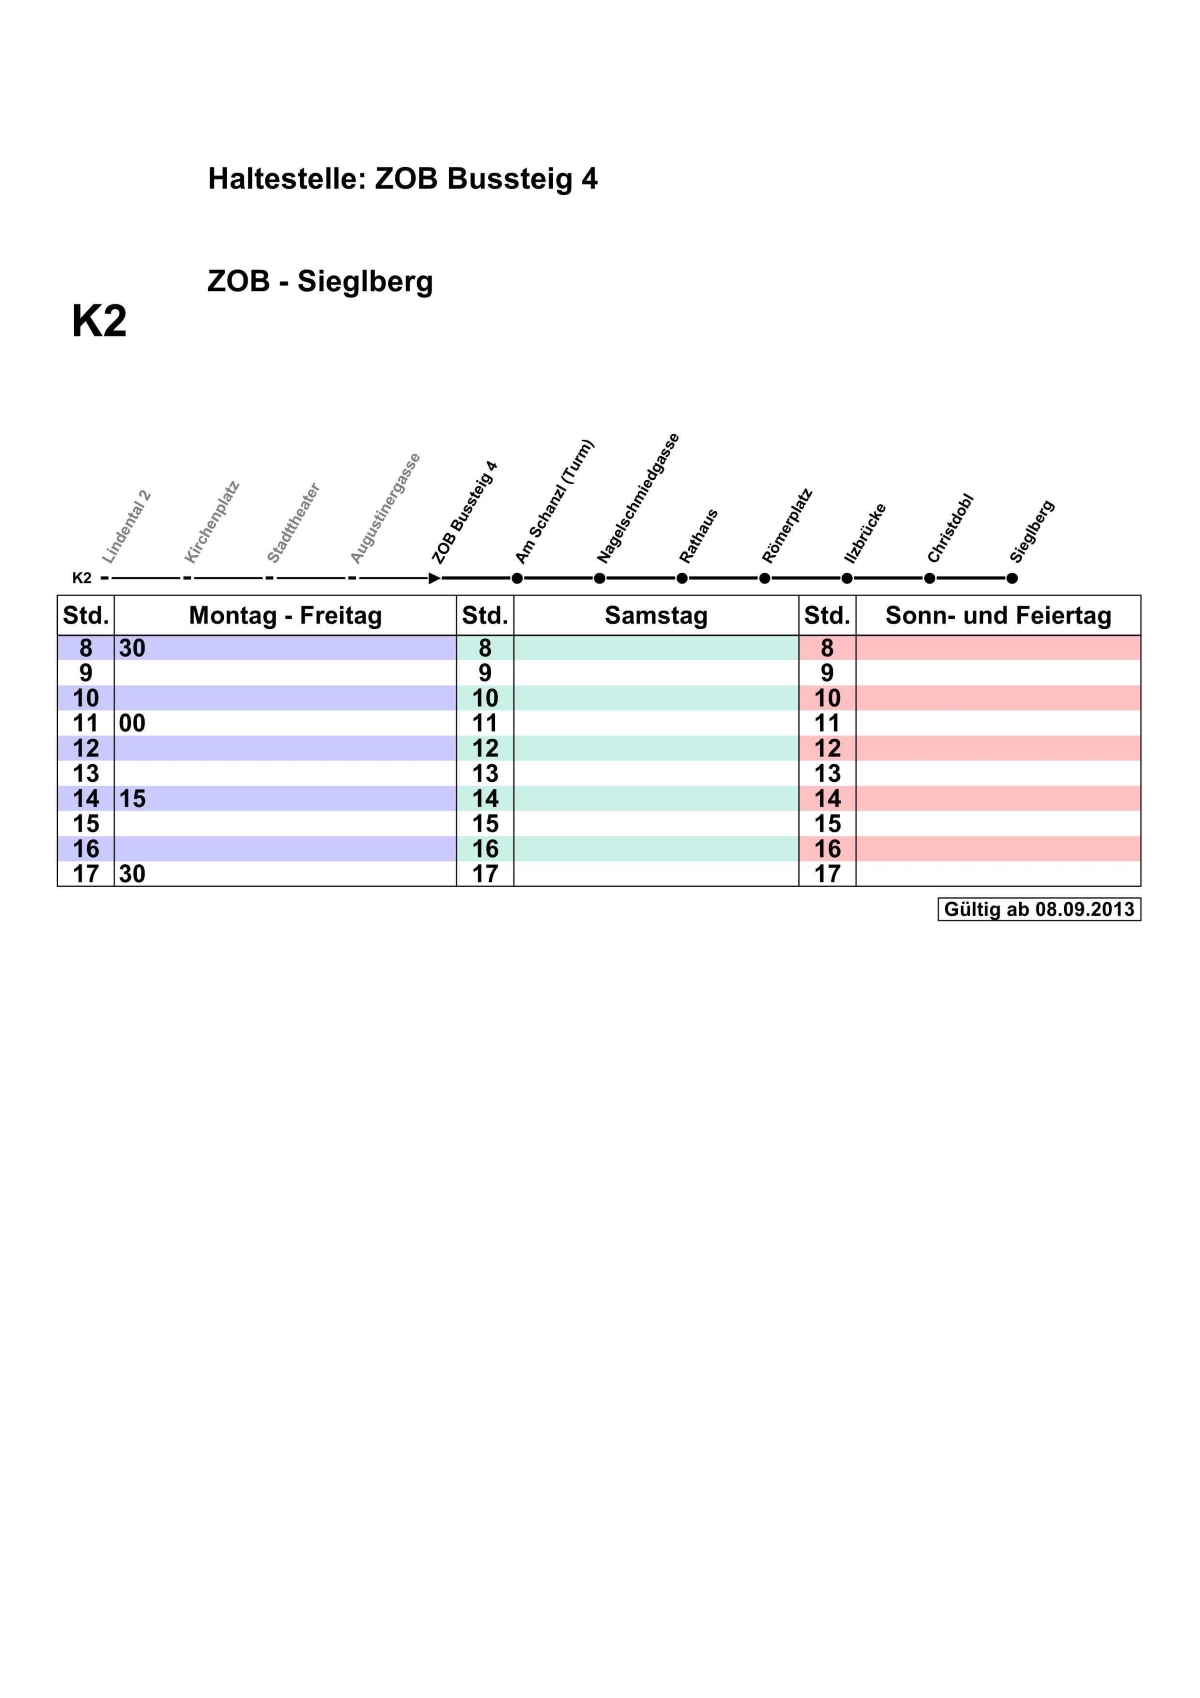 Haltestelle: ZOB Bussteig 4
ZOB - Sieglberg
K2
Lindental 2
Kirchenplatz
Stadttheater
Augustinergasse
ZOB Bussteig 4
Am Schanzl (Turm)
Nagelschmiedgasse
Rathaus
Römerplatz
Ilzbrücke
Christdobl
Sieglberg
K2
Std. Montag - Freitag Std. Samstag Std. Sonn- und Feiertag
8 30 8 8
9 9 9
10 10 10
11 00 11 11
12 12 12
13 13 13
14 15 14 14
15 15 15
16 16 16
17 30 17 17
Gültig ab 08.09.2013